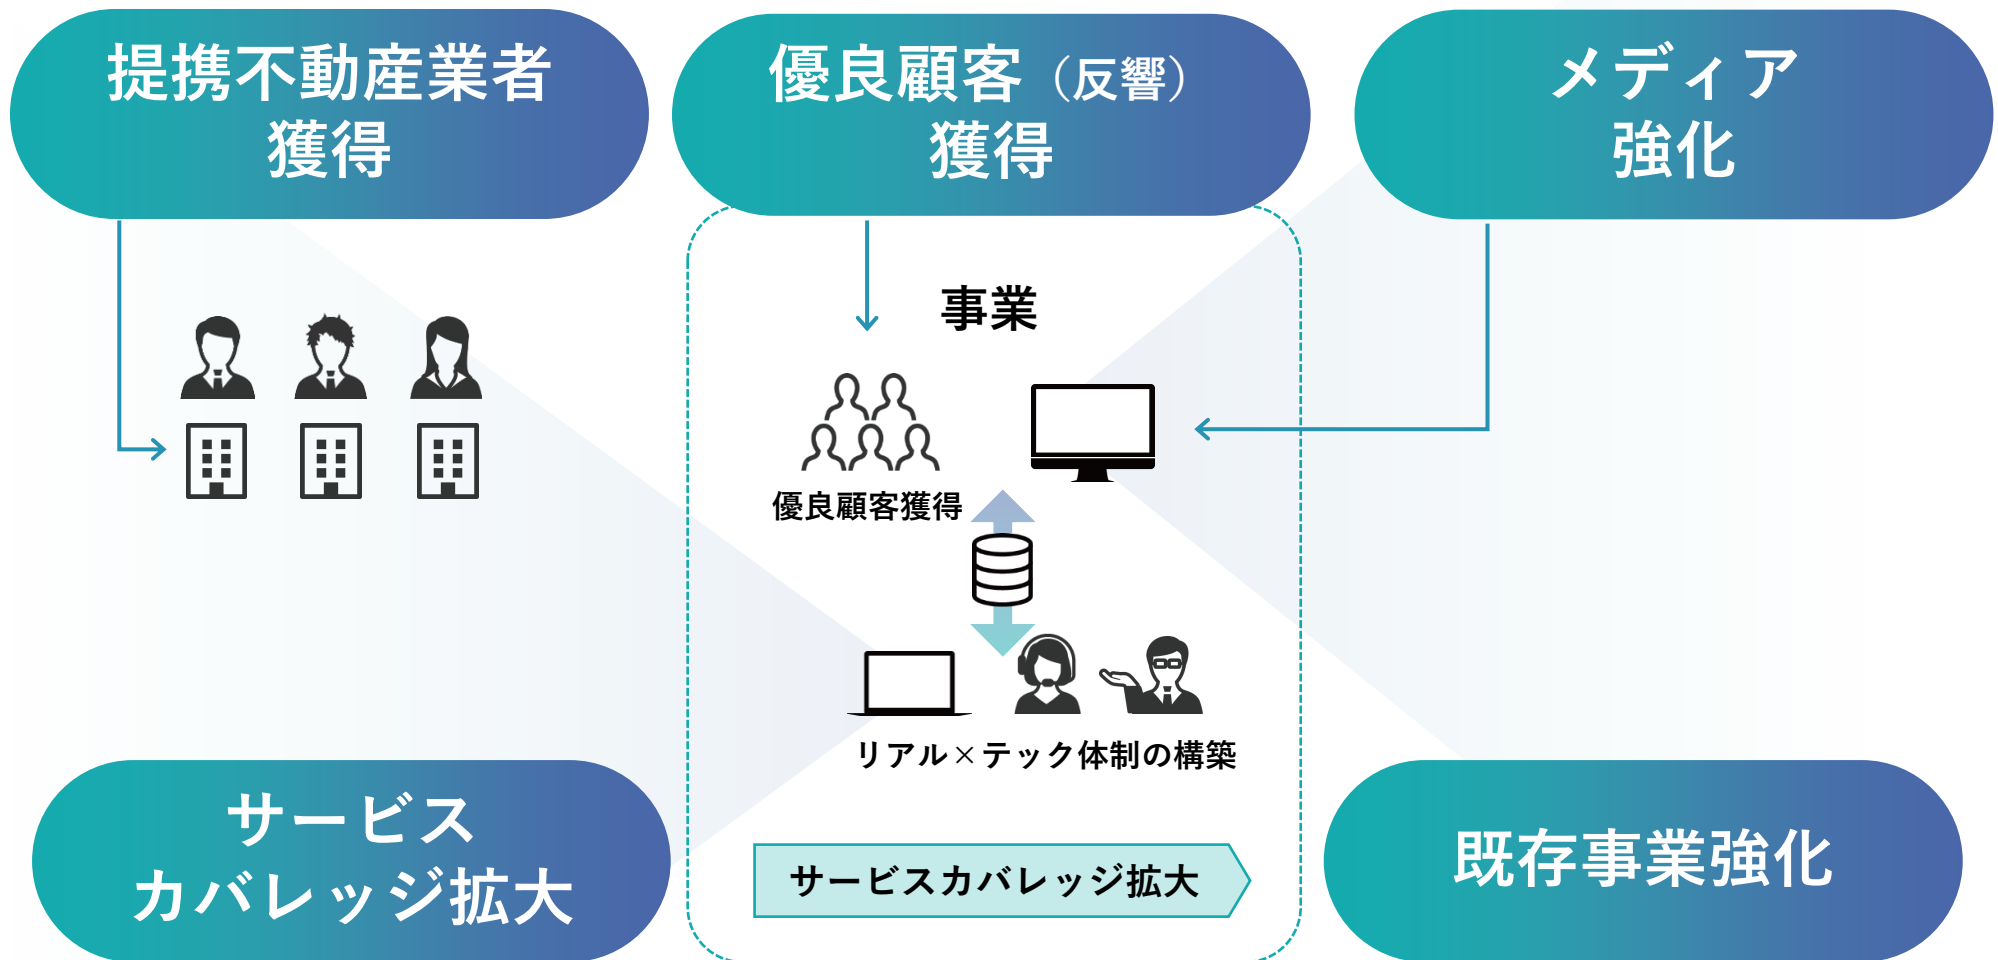 提携不動産業者
獲得
優良顧客（反響）
獲得
メディア
強化
事業
優良顧客獲得
リアル×テック体制の構築
サービスカバレッジ拡大
サービス
カバレッジ拡大
既存事業強化